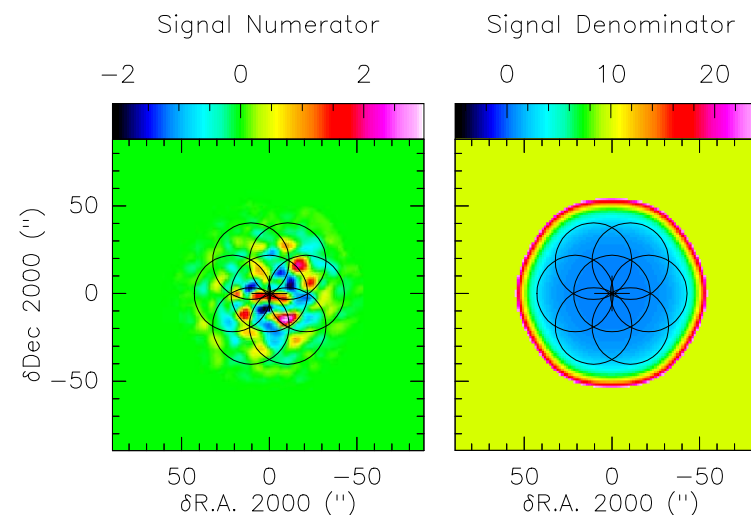 Signal Numerator
Signal Denominator
−2 0 2
0 10 20
50
0
−50
δDec 2000 (")
50 0 −50
50 0 −50
δR.A. 2000 (")
δR.A. 2000 (")